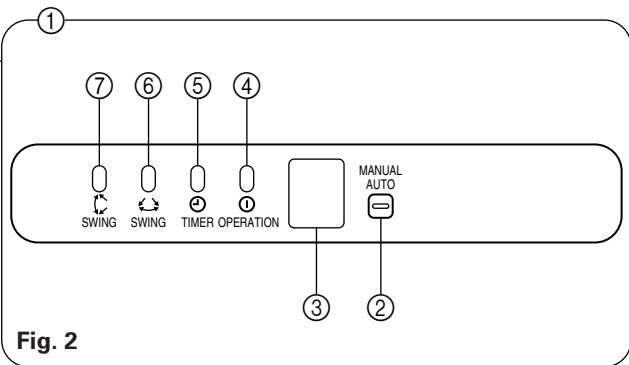 ①
⑦ ⑥ ⑤ ④
MANUAL
AUTO
SWING SWING TIMER OPERATION
③ ②
Fig. 2